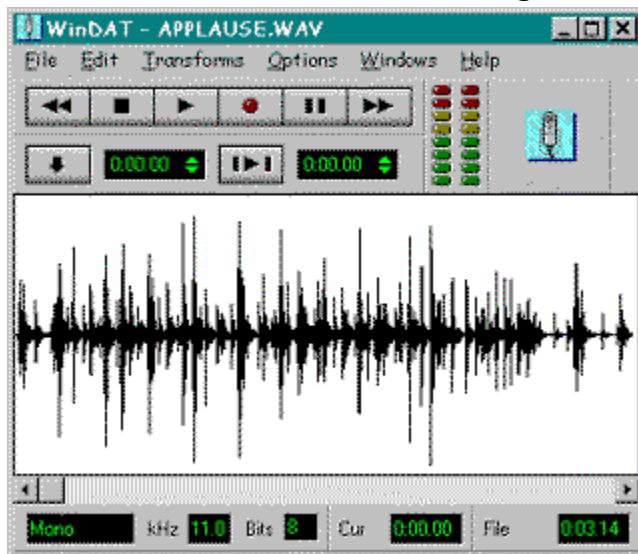 WinDAT - APPLAUSE.WAV
File Edit Transforms Options Windows Help
0:00.00 0:00.00
Mono kHz 11.0 Bits 8 Cur 0:00.00 File 0:03.14